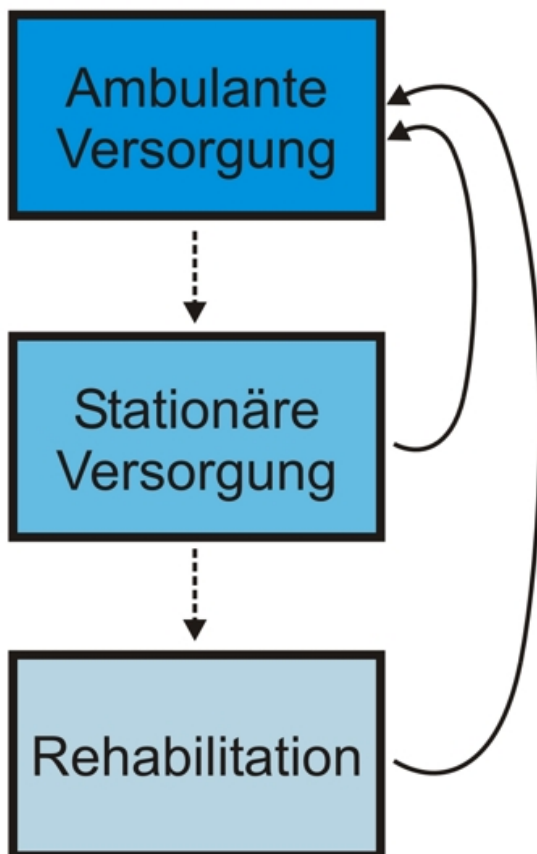 Ambulante
Versorgung
Stationäre
Versorgung
Rehabilitation